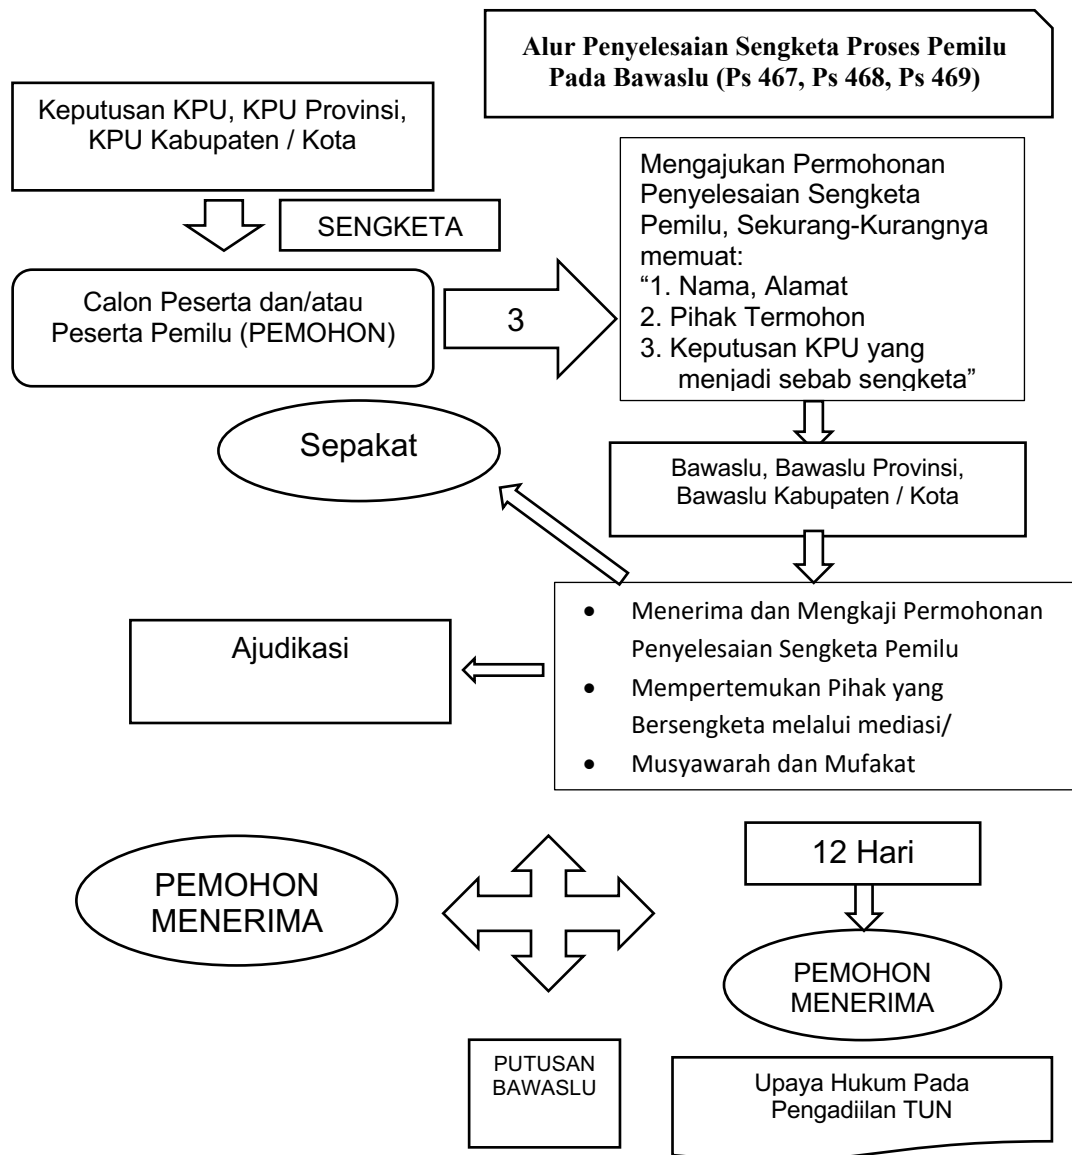 Alur Penyelesaian Sengketa Proses Pemilu
Pada Bawaslu (Ps 467, Ps 468, Ps 469)
Keputusan KPU, KPU Provinsi,
KPU Kabupaten / Kota
SENGKETA
Calon Peserta dan/atau
Peserta Pemilu (PEMOHON)
3
Mengajukan Permohonan
Penyelesaian Sengketa
Pemilu, Sekurang-Kurangnya
memuat:
“1. Nama, Alamat
2. Pihak Termohon
3. Keputusan KPU yang
menjadi sebab sengketa”
Bawaslu, Bawaslu Provinsi,
Bawaslu Kabupaten / Kota
Sepakat
• Menerima dan Mengkaji Permohonan
Penyelesaian Sengketa Pemilu
• Mempertemukan Pihak yang
Bersengketa melalui mediasi/
• Musyawarah dan Mufakat
Ajudikasi
12 Hari
PEMOHON
MENERIMA
PEMOHON
MENERIMA
PUTUSAN
BAWASLU
Upaya Hukum Pada
Pengadiilan TUN